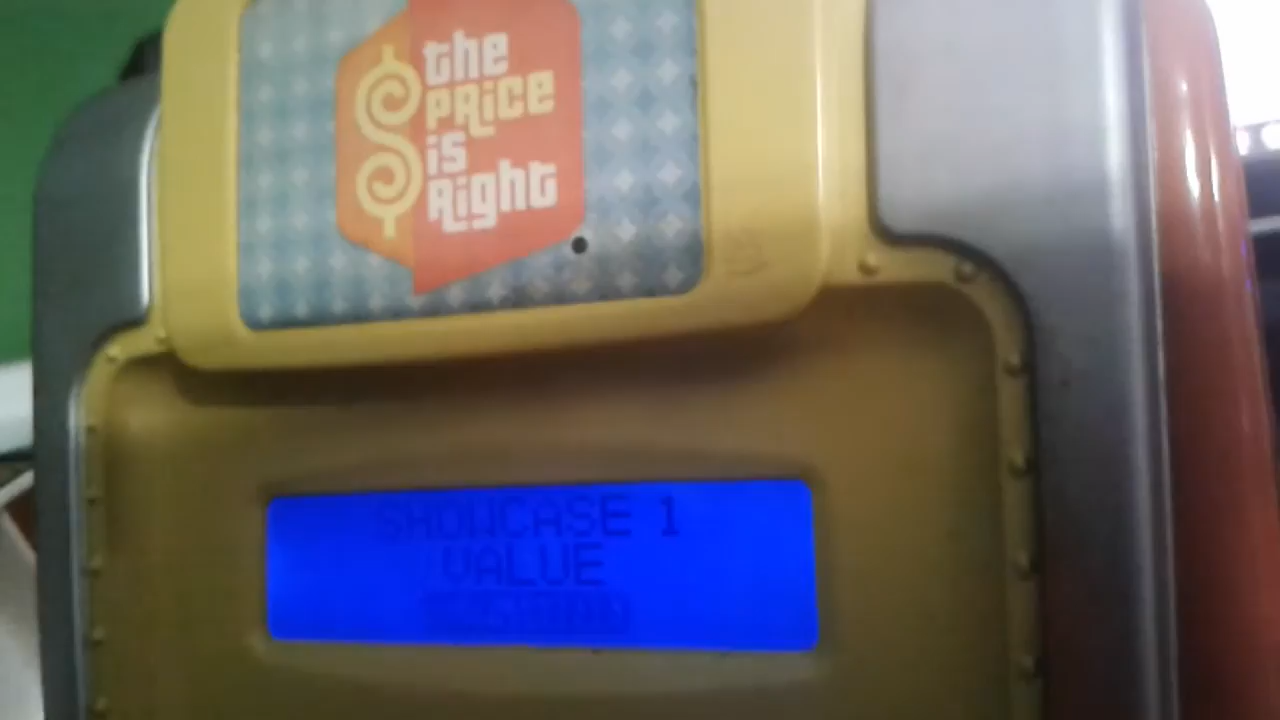 the
PRICE
is
Right
SHOWCASE 1
VALUE